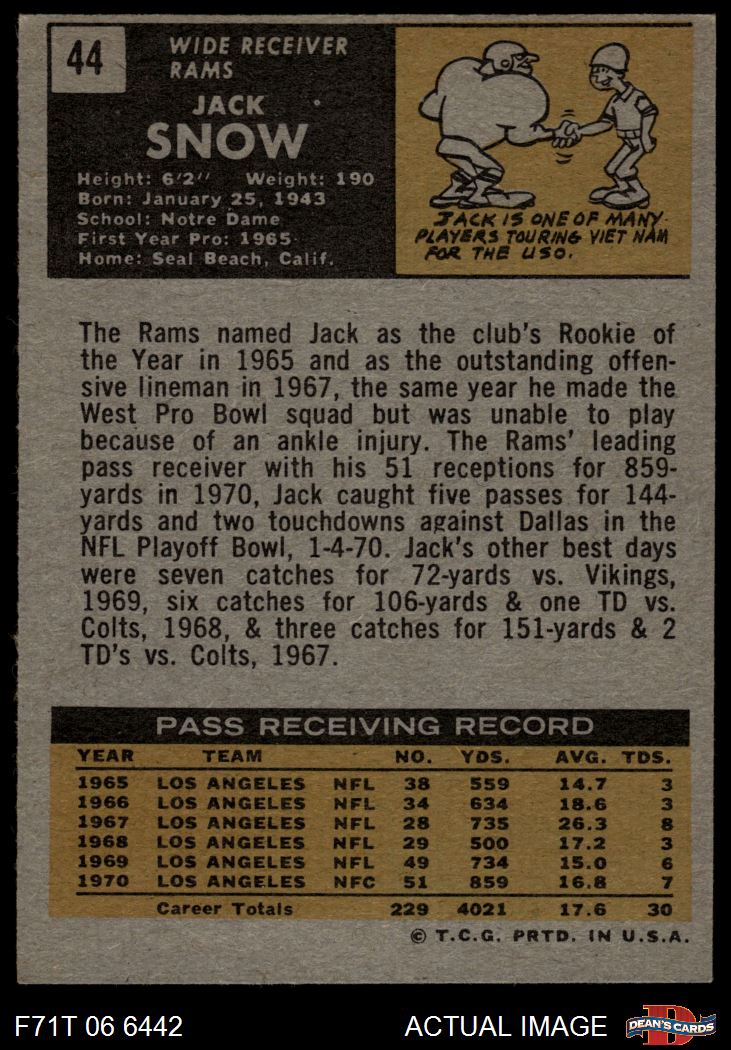 44
WIDE RECEIVER
RAMS
JACK
SNOW
Height: 6'2" Weight: 190
Born: January 25, 1943
School: Notre Dame
First Year Pro: 1965
Home: Seal Beach, Calif.
JACK IS ONE OF MANY
PLAYERS TOURING VIET NAM
FOR THE USO.
The Rams named Jack as the club's Rookie of
the Year in 1965 and as the outstanding offen-
sive lineman in 1967, the same year he made the
West Pro Bowl squad but was unable to play
because of an ankle injury. The Rams' leading
pass receiver with his 51 receptions for 859-
yards in 1970, Jack caught five passes for 144-
yards and two touchdowns against Dallas in the
NFL Playoff Bowl, 1-4-70. Jack's other best days
were seven catches for 72-yards vs. Vikings,
1969, six catches for 106-yards & one TD vs.
Colts, 1968, & three catches for 151-yards & 2
TD's vs. Colts, 1967.
PASS RECEIVING RECORD
YEAR TEAM NO. YDS. AVG. TDS.
1965 LOS ANGELES NFL 38 559 14.7 3
1966 LOS ANGELES NFL 34 634 18.6 3
1967 LOS ANGELES NFL 28 735 26.3 8
1968 LOS ANGELES NFL 29 500 17.2 3
1969 LOS ANGELES NFL 49 734 15.0 6
1970 LOS ANGELES NFC 51 859 16.8 7
Career Totals 229 4021 17.6 30
© T.C.G. PRTD. IN U.S.A.
F71T 06 6442 ACTUAL IMAGE D DEAN'S CARDS